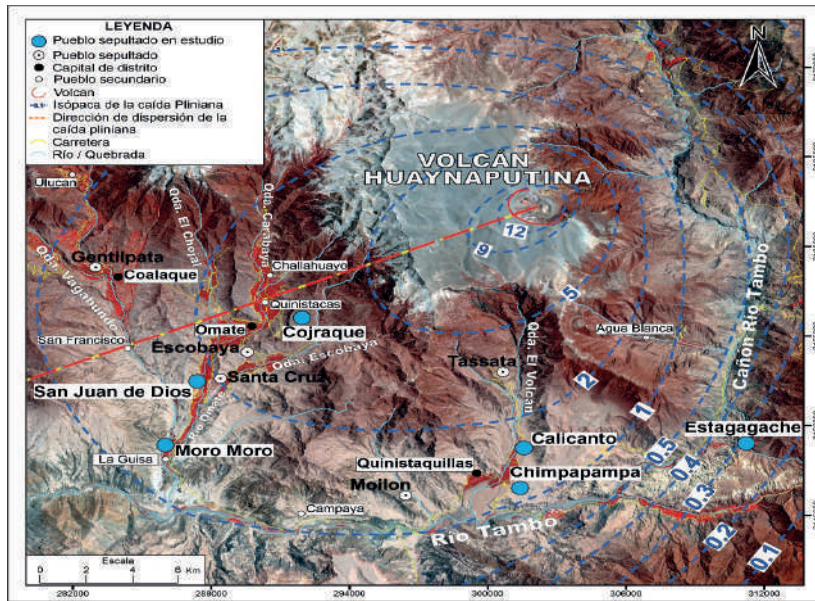 LEYENDA
Pueblo sepultado en estudio
Pueblo sepultado
Capital de distrito
Pueblo secundario
Volcan
Isópaca de la caída Pliniana
Dirección de dispersión de la
caída pliniana
Carretera
Río / Quebrada
N
VOLCÁN
HUAYNAPUTINA
12
9
5
2
1
0.5
0.4
0.3
0.2
0.1
Ulucan
Qda. El Chorral
Qda. Carabaya
Gentilpata
Coalaque
Qda. Vagabundo
Challahuayo
Quinistacas
Cojraque
Omate
San Francisco
Escobaya
Qda. Escobaya
Santa Cruz
San Juan de Dios
Río Omate
Moro Moro
La Guisa
Tassata
Qda. El Volcan
Agua Blanca
Cañon Río Tambo
Estagagache
Calicanto
Quinistaquillas
Chimpapampa
Moilon
Campaya
Río Tambo
Escala
0 2 4 6 Km
282000 288000 294000 300000 306000 312000